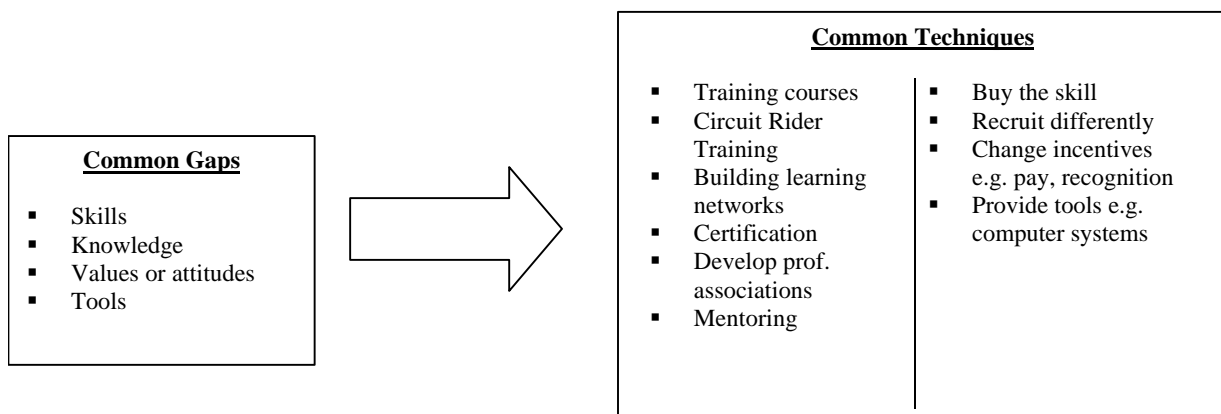 Common Gaps
▪ Skills
▪ Knowledge
▪ Values or attitudes
▪ Tools
Common Techniques
▪ Training courses
▪ Circuit Rider
Training
▪ Building learning
networks
▪ Certification
▪ Develop prof.
associations
▪ Mentoring
▪ Buy the skill
▪ Recruit differently
▪ Change incentives
e.g. pay, recognition
▪ Provide tools e.g.
computer systems